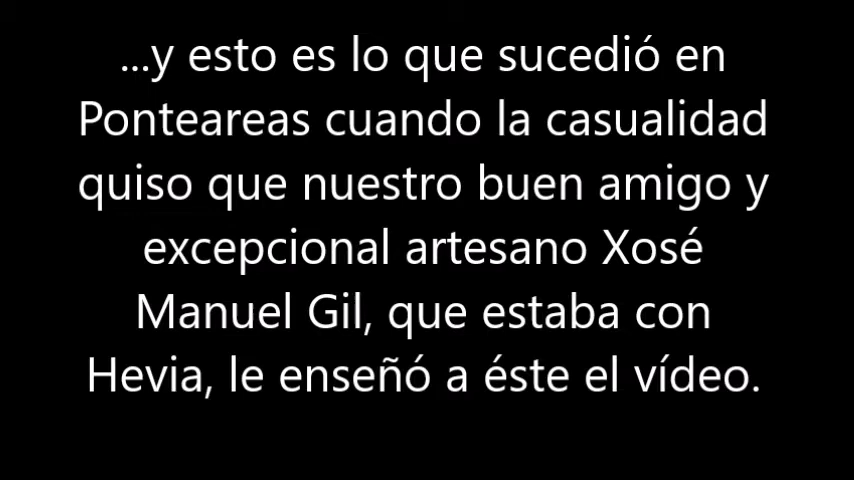 ...y esto es lo que sucedió en
Ponteareas cuando la casualidad
quiso que nuestro buen amigo y
excepcional artesano Xosé
Manuel Gil, que estaba con
Hevia, le enseñó a éste el vídeo.